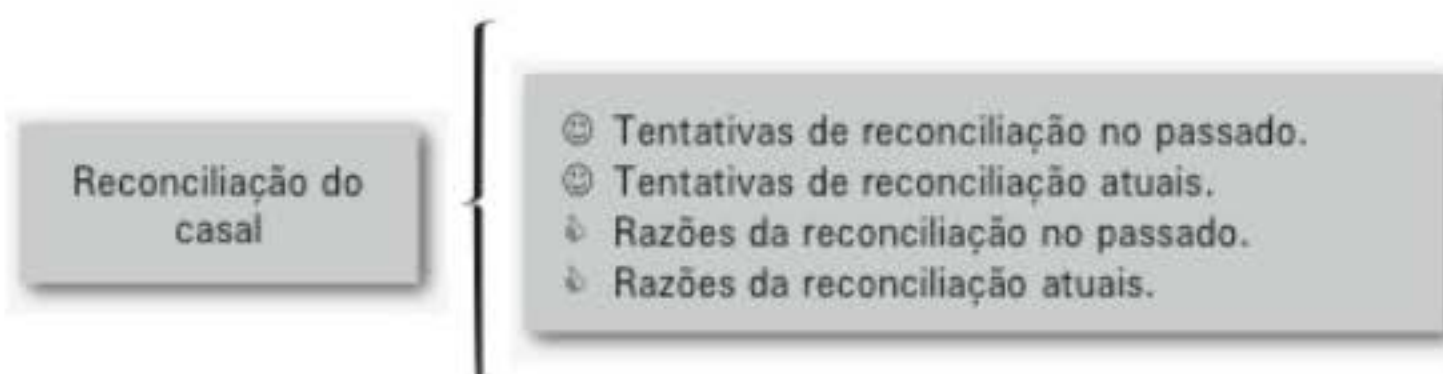 Reconciliação do
casal
☺ Tentativas de reconciliação no passado.
☺ Tentativas de reconciliação atuais.
👍 Razões da reconciliação no passado.
👍 Razões da reconciliação atuais.